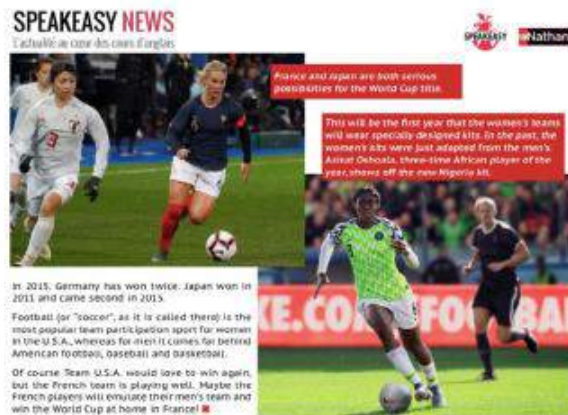 SPEAKEASY NEWS
L'actualité au cœur des cours d'anglais
SPEAKEASY
Nathan
France and Japan are both serious
possibilities for the World Cup title.
This will be the first year that the women's teams
will wear specially designed kits. In the past, the
women's kits were just adapted from the men's.
Asisat Oshoala, three-time African player of the
year, shows off the new Nigeria kit.
in 2015. Germany has won twice. Japan won in
2011 and came second in 2015.
Football (or "soccer", as it is called there) is the
most popular team participation sport for women
in the U.S.A., whereas for men it comes far behind
American football, baseball and basketball.
Of course Team U.S.A. would love to win again,
but the French team is playing well. Maybe the
French players will emulate their men's team and
win the World Cup at home in France!